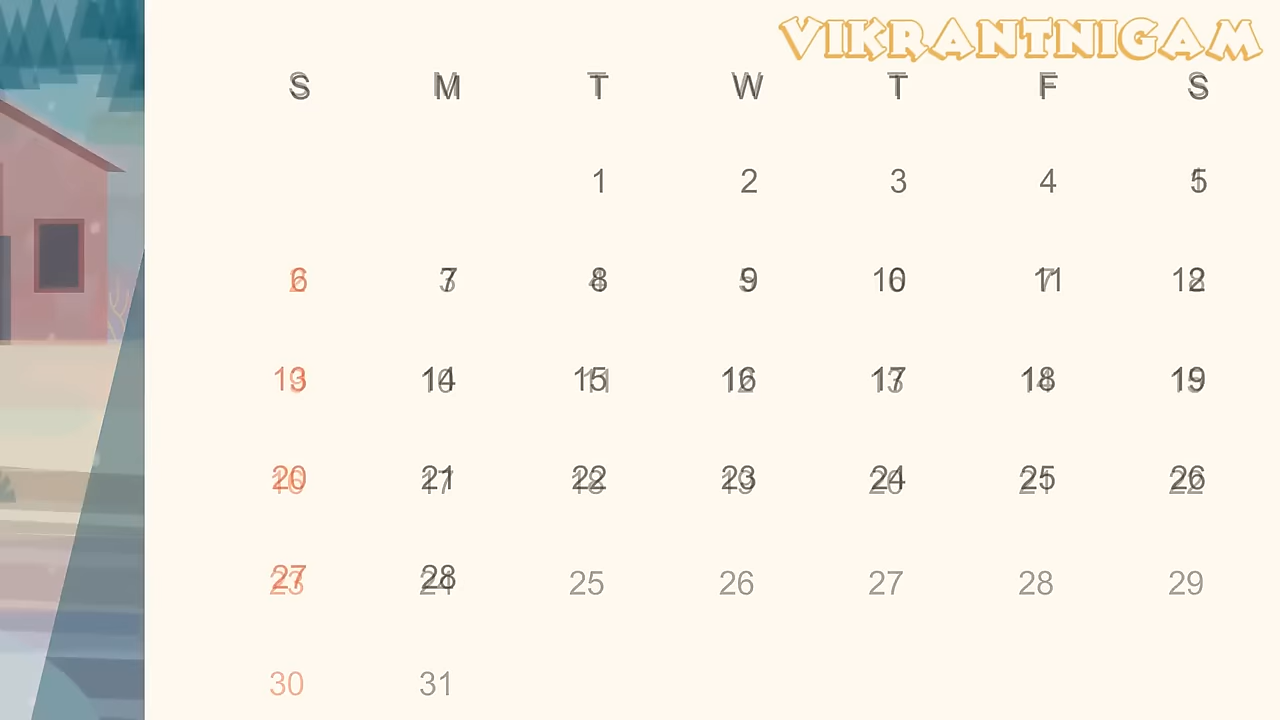 VIKRANTNIGAM
S M T W T F S
1 2 3 4 5
6 7 8 9 10 11 12
13 14 15 16 17 18 19
20 21 22 23 24 25 26
27 28 25 26 27 28 29
30 31